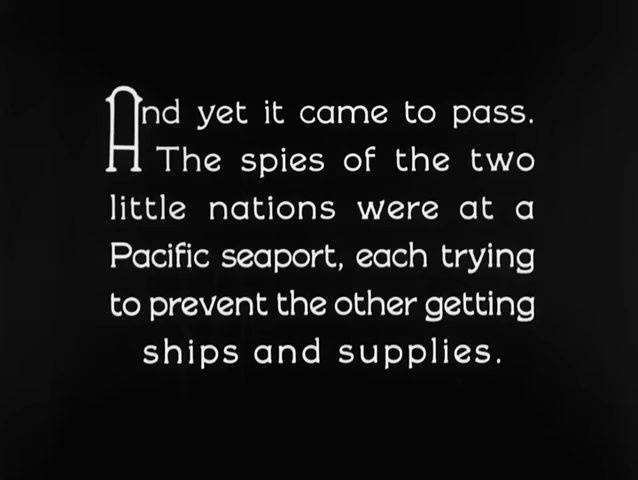 And yet it came to pass.
The spies of the two
little nations were at a
Pacific seaport, each trying
to prevent the other getting
ships and supplies.